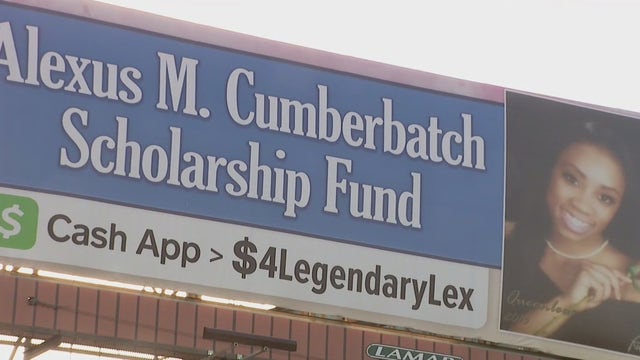 Alexus M. Cumberbatch
Scholarship Fund
$ Cash App > $4LegendaryLex
LAMAR